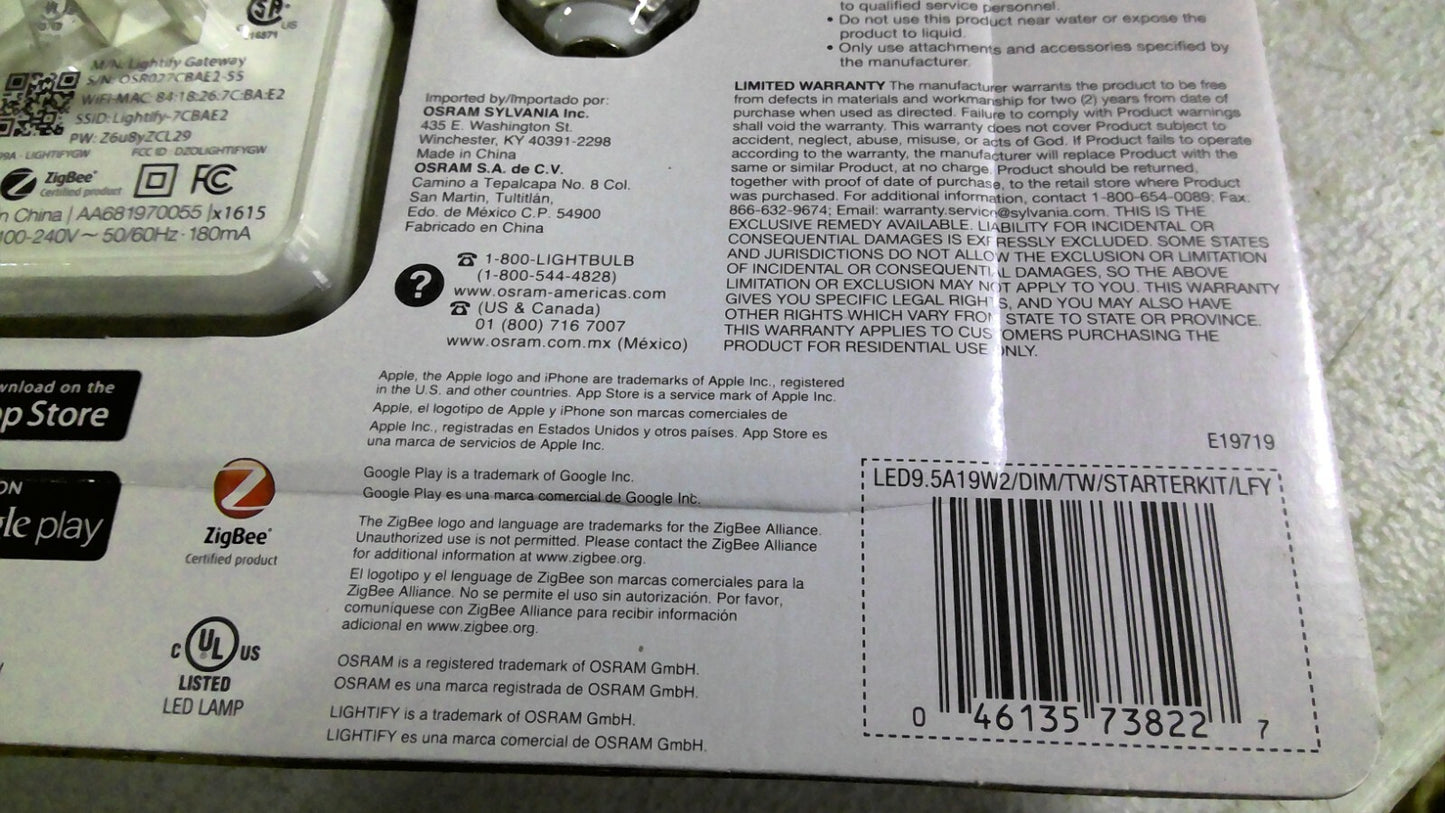 US
M/N: Lightify Gateway
S/N: OSR027CBAE2-55
WIFI-MAC: 84:18:26:7C:BA:E2
SSID: Lightify-7CBAE2
PW: Z6u8yZCL29
LIGHTIFYGW FCC ID : DZOLIGHTIFYGW
ZigBee
Certified product
FC
n China | AA681970055 |x1615
100-240V ~ 50/60Hz · 180mA
wnload on the
pp Store
ON
gle play
ZigBee
Certified product
C UL US
LISTED
LED LAMP
Imported by/Importado por:
OSRAM SYLVANIA Inc.
435 E. Washington St.
Winchester, KY 40391-2298
Made in China
OSRAM S.A. de C.V.
Camino a Tepalcapa No. 8 Col.
San Martin, Tultitlán,
Edo. de México C.P. 54900
Fabricado en China
?
1-800-LIGHTBULB
(1-800-544-4828)
www.osram-americas.com
(US & Canada)
01 (800) 716 7007
www.osram.com.mx (México)
Apple, the Apple logo and iPhone are trademarks of Apple Inc., registered
in the U.S. and other countries. App Store is a service mark of Apple Inc.
Apple, el logotipo de Apple y iPhone son marcas comerciales de
Apple Inc., registradas en Estados Unidos y otros países. App Store es
una marca de servicios de Apple Inc.
Google Play is a trademark of Google Inc.
Google Play es una marca comercial de Google Inc.
The ZigBee logo and language are trademarks for the ZigBee Alliance.
Unauthorized use is not permitted. Please contact the ZigBee Alliance
for additional information at www.zigbee.org.
El logotipo y el lenguage de ZigBee son marcas comerciales para la
ZigBee Alliance. No se permite el uso sin autorización. Por favor,
comuníquese con ZigBee Alliance para recibir información
adicional en www.zigbee.org.
OSRAM is a registered trademark of OSRAM GmbH.
OSRAM es una marca registrada de OSRAM GmbH.
LIGHTIFY is a trademark of OSRAM GmbH.
LIGHTIFY es una marca comercial de OSRAM GmbH.
to qualified service personnel.
• Do not use this product near water or expose the
product to liquid.
• Only use attachments and accessories specified by
the manufacturer.
LIMITED WARRANTY The manufacturer warrants the product to be free
from defects in materials and workmanship for two (2) years from date of
purchase when used as directed. Failure to comply with Product warnings
shall void the warranty. This warranty does not cover Product subject to
accident, neglect, abuse, misuse, or acts of God. If Product fails to operate
according to the warranty, the manufacturer will replace Product with the
same or similar Product, at no charge. Product should be returned,
together with proof of date of purchase, to the retail store where Product
was purchased. For additional information, contact 1-800-654-0089; Fax:
866-632-9674; Email: warranty.service@sylvania.com. THIS IS THE
EXCLUSIVE REMEDY AVAILABLE. LIABILITY FOR INCIDENTAL OR
CONSEQUENTIAL DAMAGES IS EXPRESSLY EXCLUDED. SOME STATES
AND JURISDICTIONS DO NOT ALLOW THE EXCLUSION OR LIMITATION
OF INCIDENTAL OR CONSEQUENTIAL DAMAGES, SO THE ABOVE
LIMITATION OR EXCLUSION MAY NOT APPLY TO YOU. THIS WARRANTY
GIVES YOU SPECIFIC LEGAL RIGHTS, AND YOU MAY ALSO HAVE
OTHER RIGHTS WHICH VARY FROM STATE TO STATE OR PROVINCE.
THIS WARRANTY APPLIES TO CUSTOMERS PURCHASING THE
PRODUCT FOR RESIDENTIAL USE ONLY.
E19719
LED9.5A19W2/DIM/TW/STARTERKIT/LFY
0 46135 73822 7